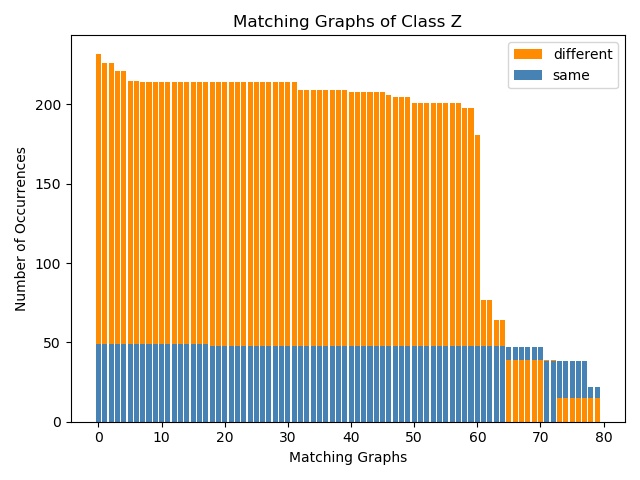 Matching Graphs of Class Z
different
same
Number of Occurrences
200
150
100
50
0
0 10 20 30 40 50 60 70 80
Matching Graphs